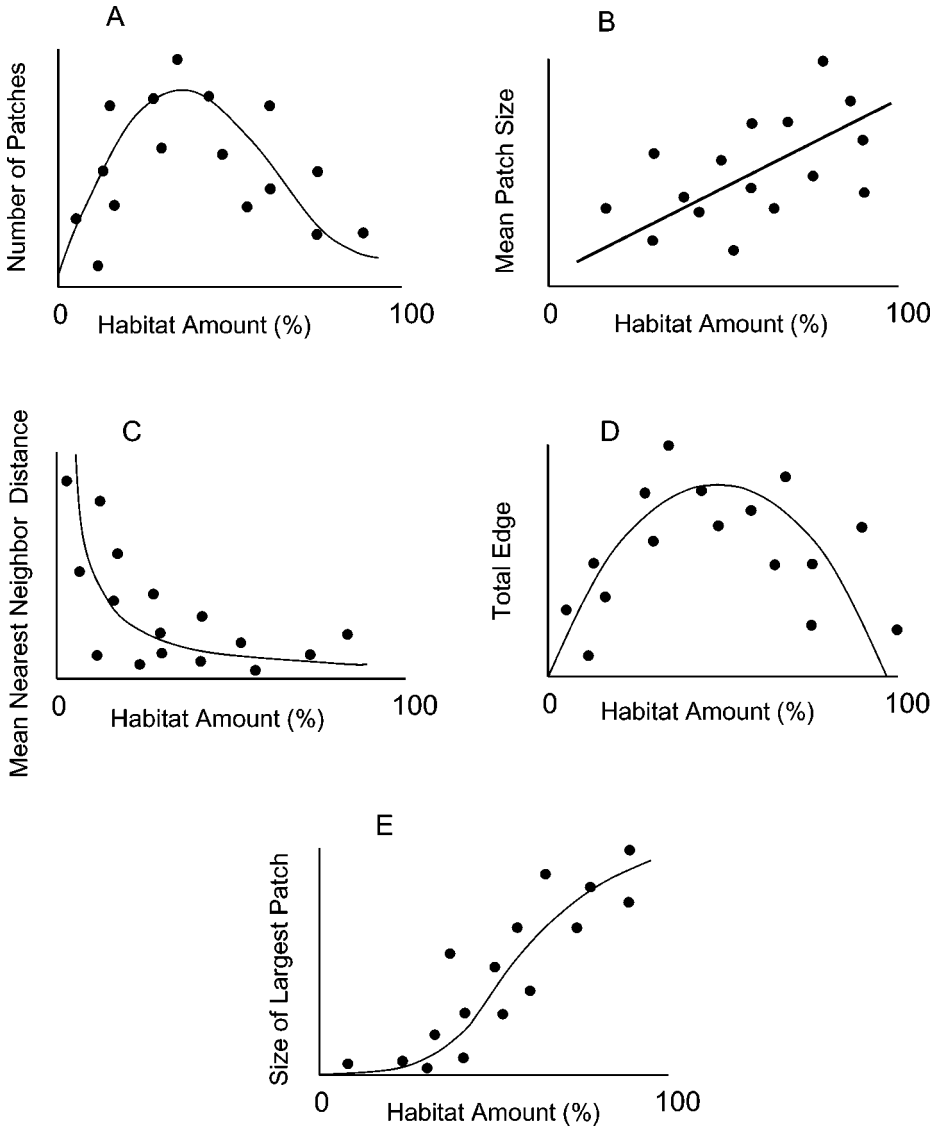 A
Number of Patches
0
100
Habitat Amount (%)
B
Mean Patch Size
0
100
Habitat Amount (%)
C
Mean Nearest Neighbor Distance
0
100
Habitat Amount (%)
D
Total Edge
0
100
Habitat Amount (%)
E
Size of Largest Patch
0
100
Habitat Amount (%)